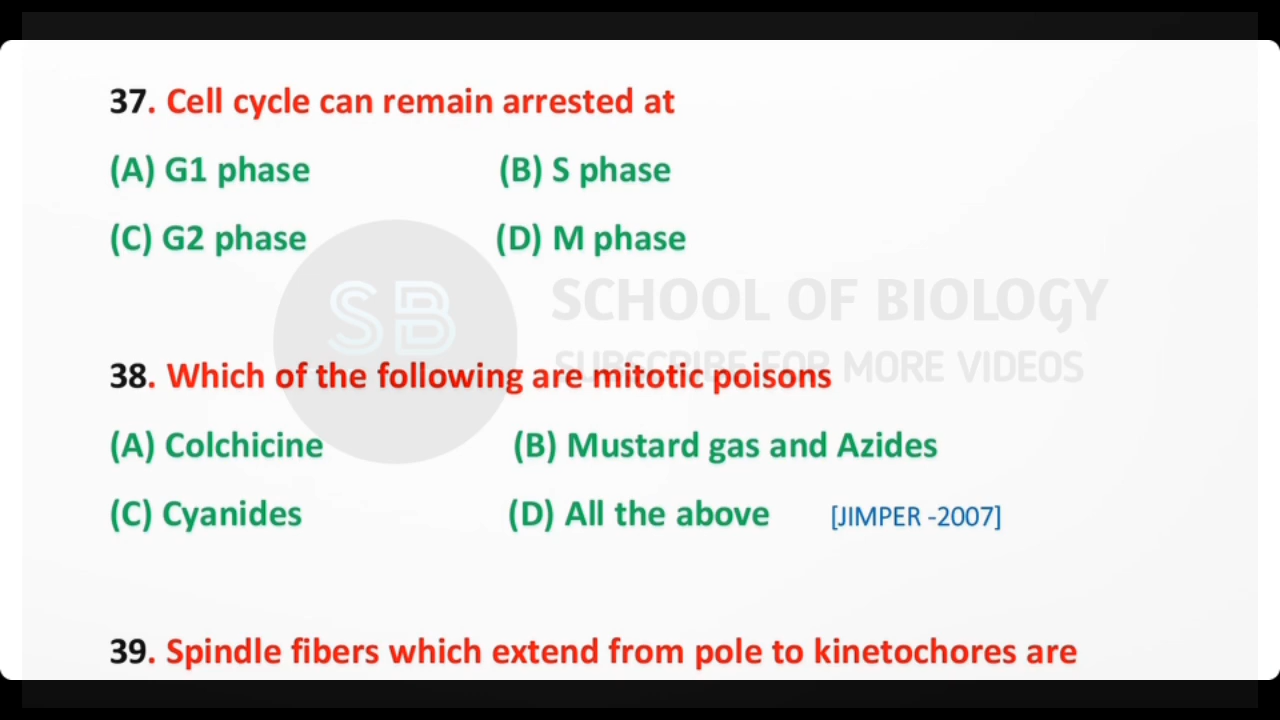 37. Cell cycle can remain arrested at
(A) G1 phase (B) S phase
(C) G2 phase (D) M phase
SB
SCHOOL OF BIOLOGY
SUBSCRIBE FOR MORE VIDEOS
38. Which of the following are mitotic poisons
(A) Colchicine (B) Mustard gas and Azides
(C) Cyanides (D) All the above [JIMPER -2007]
39. Spindle fibers which extend from pole to kinetochores are